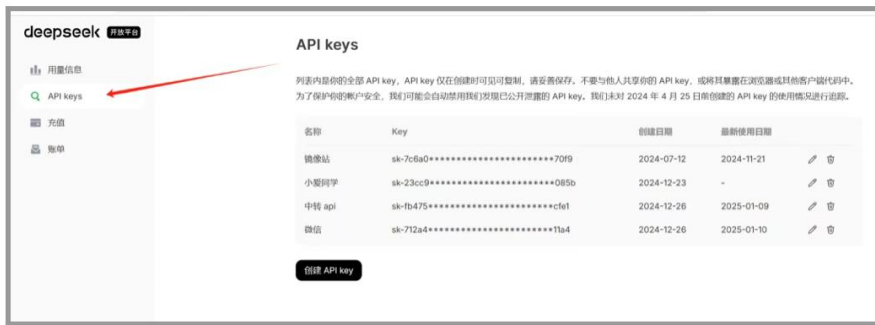 deepseek 开放平台
用量信息
API keys
充值
账单
API keys
列表内是你的全部 API key，API key 仅在创建时可见可复制，请妥善保存。不要与他人共享你的 API key，或将其暴露在浏览器或其他客户端代码中。
为了保护你的帐户安全，我们可能会自动禁用我们发现已公开泄露的 API key。我们未对 2024 年 4 月 25 日前创建的 API key 的使用情况进行追踪。
名称 Key 创建日期 最新使用日期
镜像站 sk-7c6a0************************70f9 2024-07-12 2024-11-21
小爱同学 sk-23cc9************************085b 2024-12-23 -
中转 api sk-fb475************************cfe1 2024-12-26 2025-01-09
微信 sk-712a4************************11a4 2024-12-26 2025-01-10
创建 API key